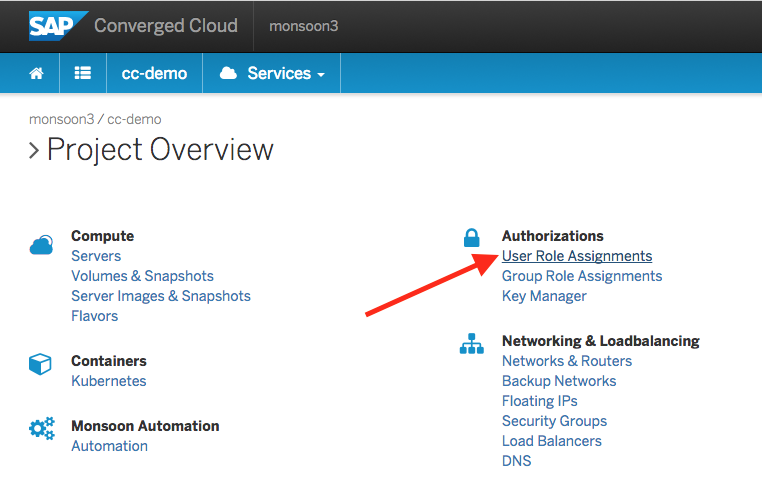 SAP Converged Cloud monsoon3
cc-demo Services
monsoon3 / cc-demo
Project Overview
Compute
Servers
Volumes & Snapshots
Server Images & Snapshots
Flavors
Containers
Kubernetes
Monsoon Automation
Automation
Authorizations
User Role Assignments
Group Role Assignments
Key Manager
Networking & Loadbalancing
Networks & Routers
Backup Networks
Floating IPs
Security Groups
Load Balancers
DNS